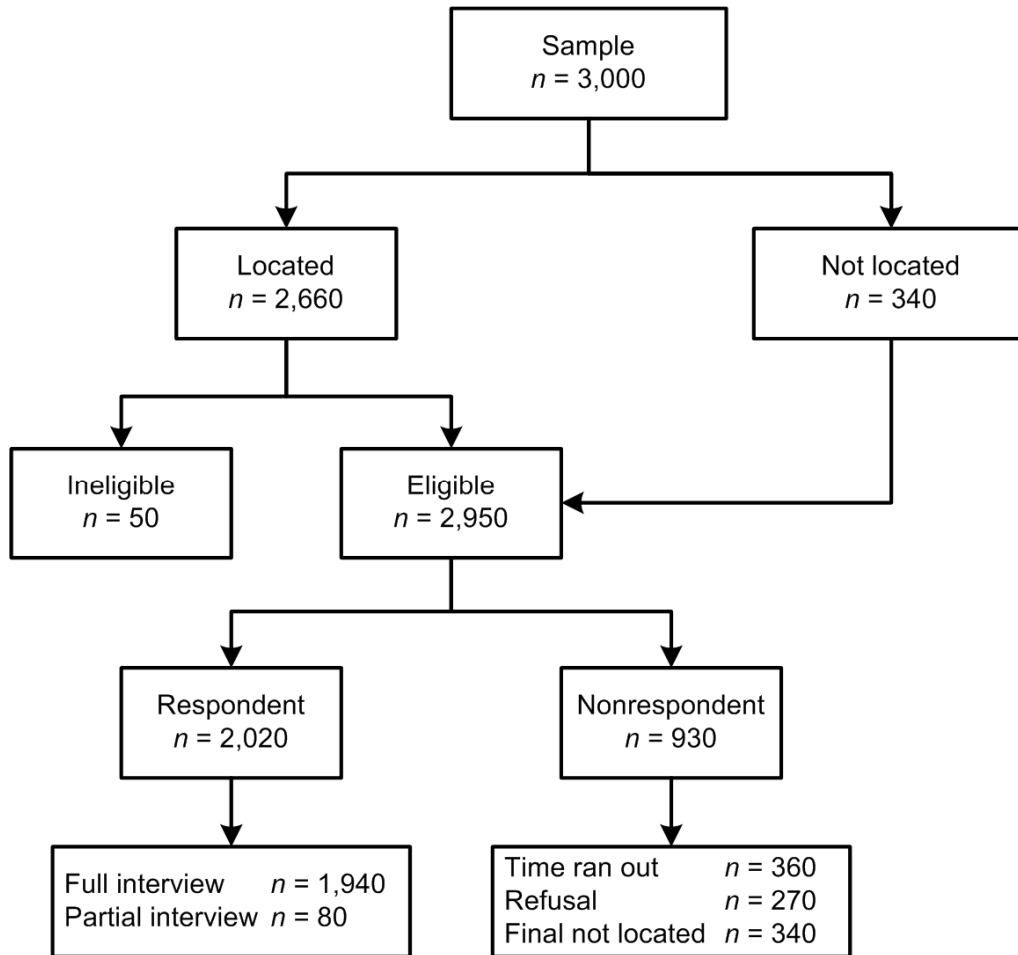 Sample
n = 3,000
Located
n = 2,660
Not located
n = 340
Ineligible
n = 50
Eligible
n = 2,950
Respondent
n = 2,020
Nonrespondent
n = 930
Full interview n = 1,940
Partial interview n = 80
Time ran out n = 360
Refusal n = 270
Final not located n = 340